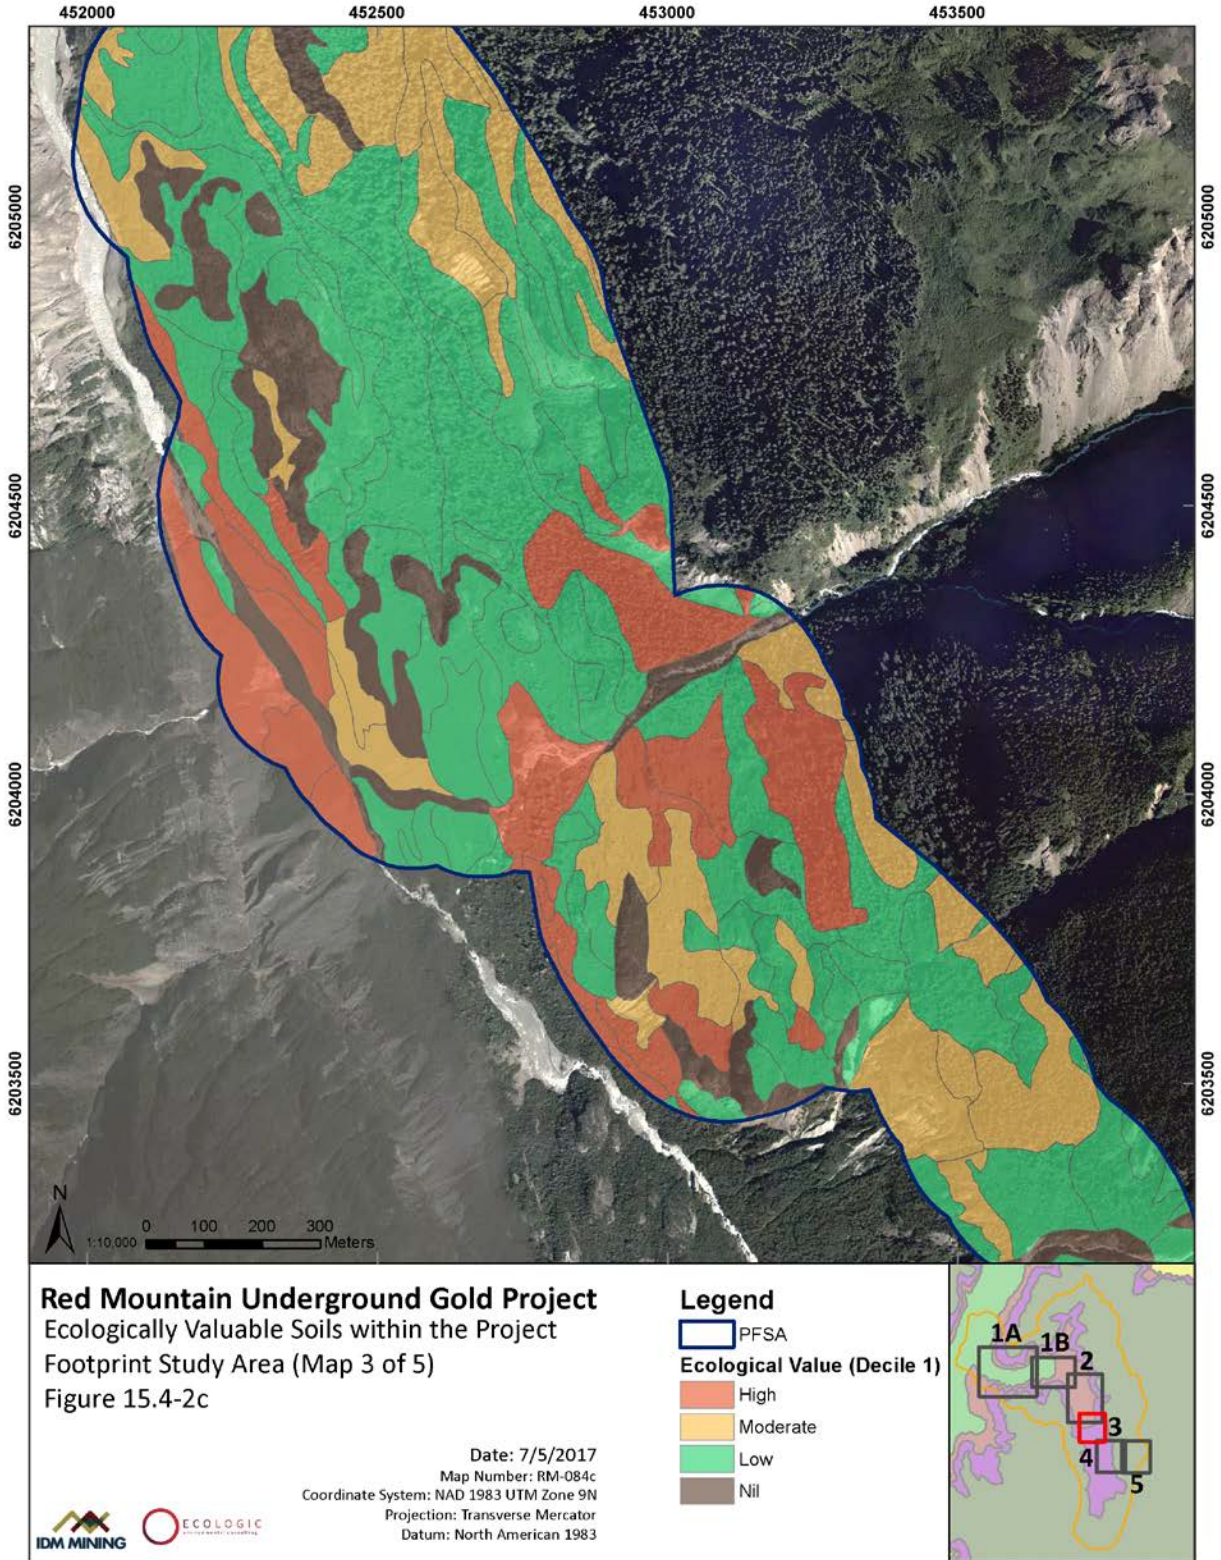 452000 452500 453000 453500
6205000 6205000
6204500 6204500
6204000 6204000
6203500 6203500
N
0 100 200 300
1:10,000 Meters
Red Mountain Underground Gold Project
Ecologically Valuable Soils within the Project
Footprint Study Area (Map 3 of 5)
Figure 15.4-2c
Date: 7/5/2017
Map Number: RM-084c
Coordinate System: NAD 1983 UTM Zone 9N
Projection: Transverse Mercator
Datum: North American 1983
IDM MINING
ECOLOGIC
environmental consulting
Legend
PFSA
Ecological Value (Decile 1)
High
Moderate
Low
Nil
1A
1B
2
3
4
5